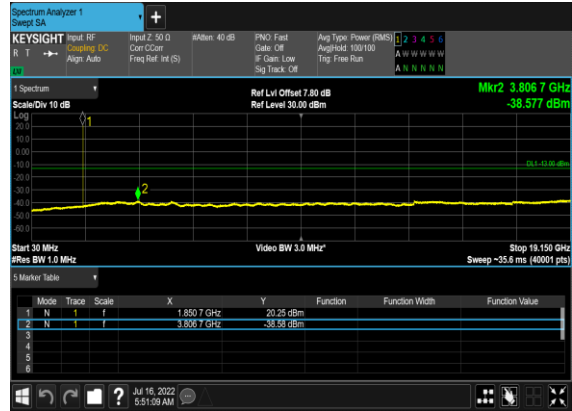 Spectrum Analyzer 1
Swept SA
+
KEYSIGHT Input: RF Input Z: 50 Ω #Atten: 40 dB PNO: Fast Avg Type: Power (RMS) 1 2 3 4 5 6
R T Coupling: DC Corr CCorr Gate: Off Avg|Hold: 100/100 A W W W W W
Align: Auto Freq Ref: Int (S) IF Gain: Low Trig: Free Run
Sig Track: Off A N N N N N
1 Spectrum Ref Lvl Offset 7.80 dB Mkr2 3.806 7 GHz
Scale/Div 10 dB Ref Level 30.00 dBm -38.577 dBm
Log
1
20.0
10.0
0.00
-10.0
DL1 -13.00 dBm
-20.0
-30.0
2
-40.0
-50.0
-60.0
Start 30 MHz Video BW 3.0 MHz* Stop 19.150 GHz
#Res BW 1.0 MHz Sweep ~35.6 ms (40001 pts)
5 Marker Table
Mode Trace Scale X Y Function Function Width Function Value
1 N 1 f 1.850 7 GHz 20.25 dBm
2 N 1 f 3.806 7 GHz -38.58 dBm
3
4
5
6
? Jul 16, 2022
5:51:09 AM